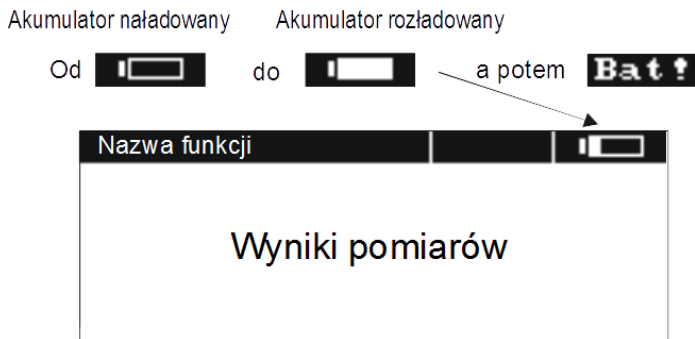 Akumulator naładowany Akumulator rozładowany
Od do a potem Bat!
Nazwa funkcji
Wyniki pomiarów